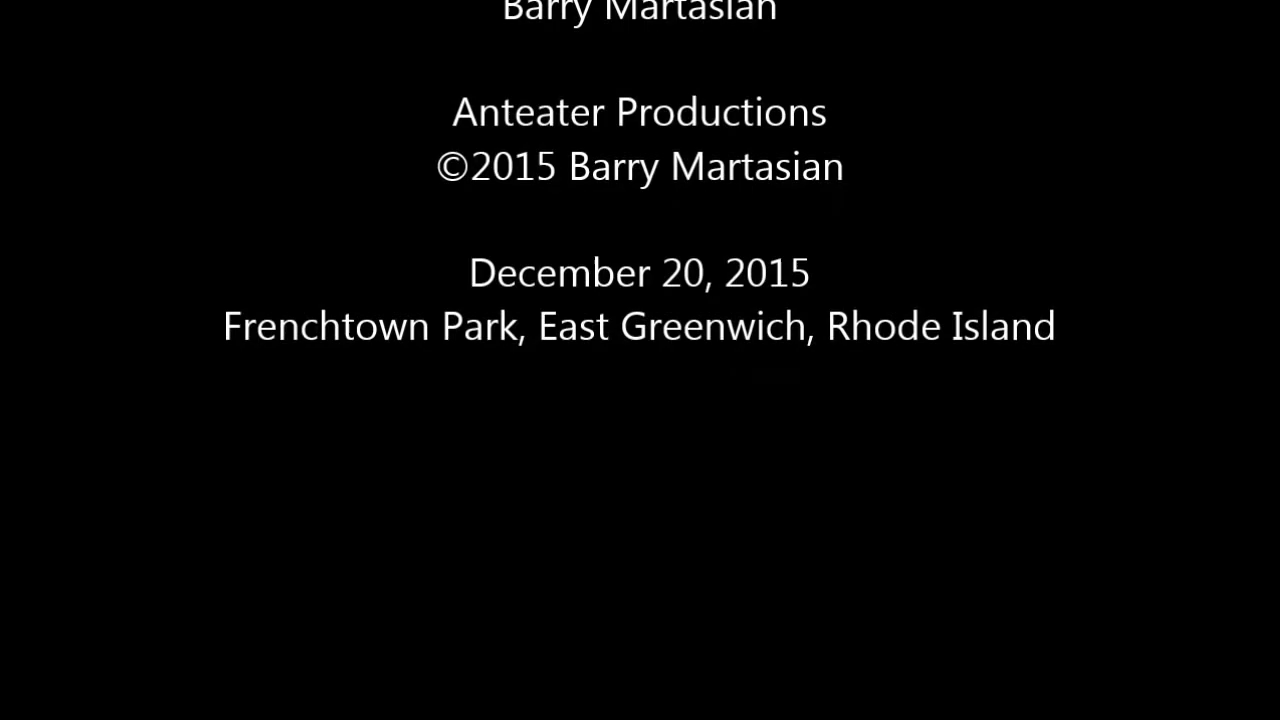 Barry Martasian
Anteater Productions
©2015 Barry Martasian
December 20, 2015
Frenchtown Park, East Greenwich, Rhode Island